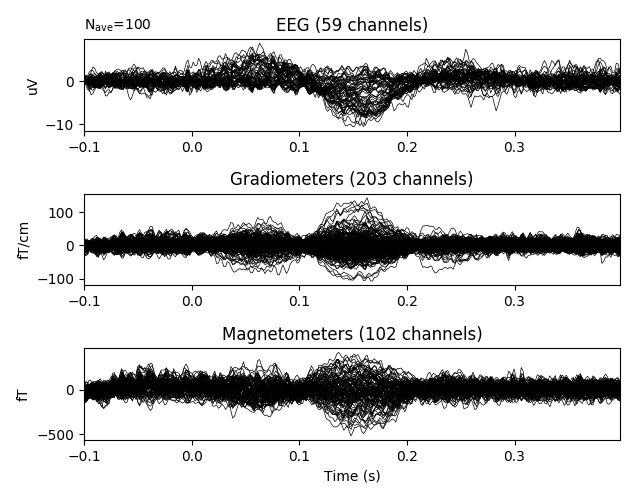 N_ave=100
EEG (59 channels)
uV
0
−10
−0.1 0.0 0.1 0.2 0.3
Gradiometers (203 channels)
fT/cm
100
0
−100
−0.1 0.0 0.1 0.2 0.3
Magnetometers (102 channels)
fT
0
−500
−0.1 0.0 0.1 0.2 0.3
Time (s)